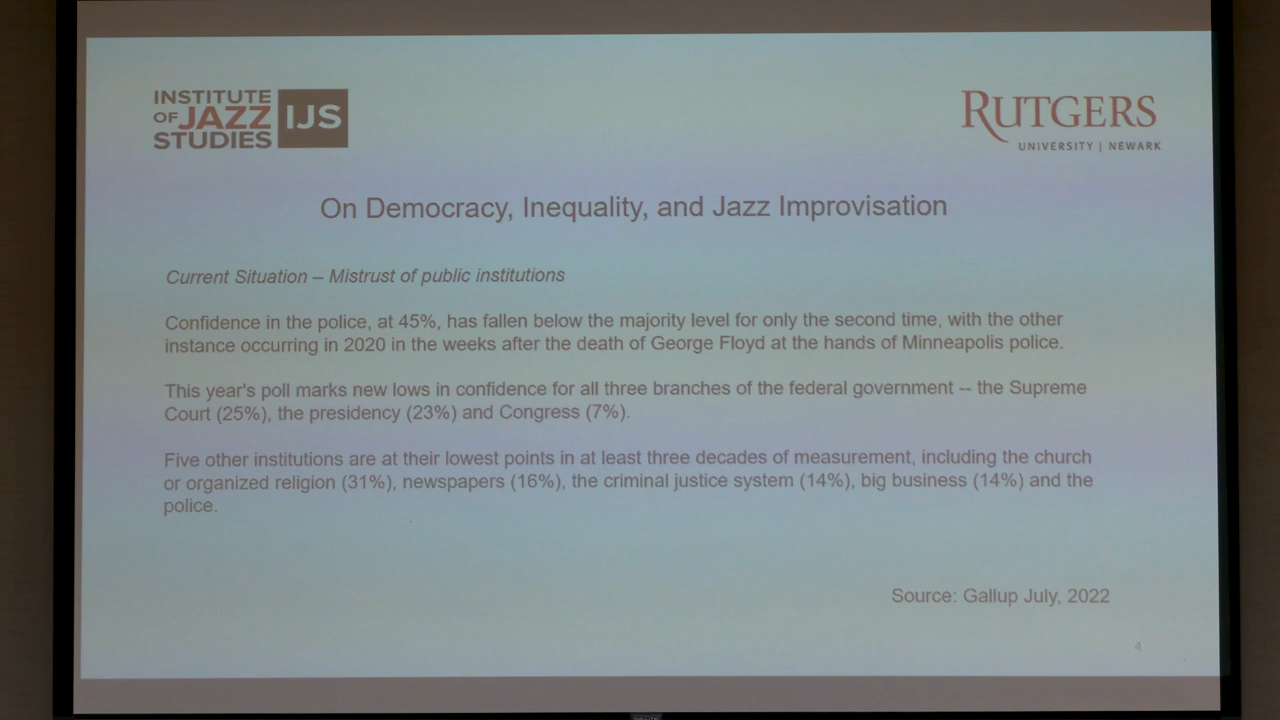 INSTITUTE
OF JAZZ
STUDIES
IJS
RUTGERS
UNIVERSITY | NEWARK
On Democracy, Inequality, and Jazz Improvisation
Current Situation – Mistrust of public institutions
Confidence in the police, at 45%, has fallen below the majority level for only the second time, with the other
instance occurring in 2020 in the weeks after the death of George Floyd at the hands of Minneapolis police.
This year's poll marks new lows in confidence for all three branches of the federal government -- the Supreme
Court (25%), the presidency (23%) and Congress (7%).
Five other institutions are at their lowest points in at least three decades of measurement, including the church
or organized religion (31%), newspapers (16%), the criminal justice system (14%), big business (14%) and the
police.
Source: Gallup July, 2022
4